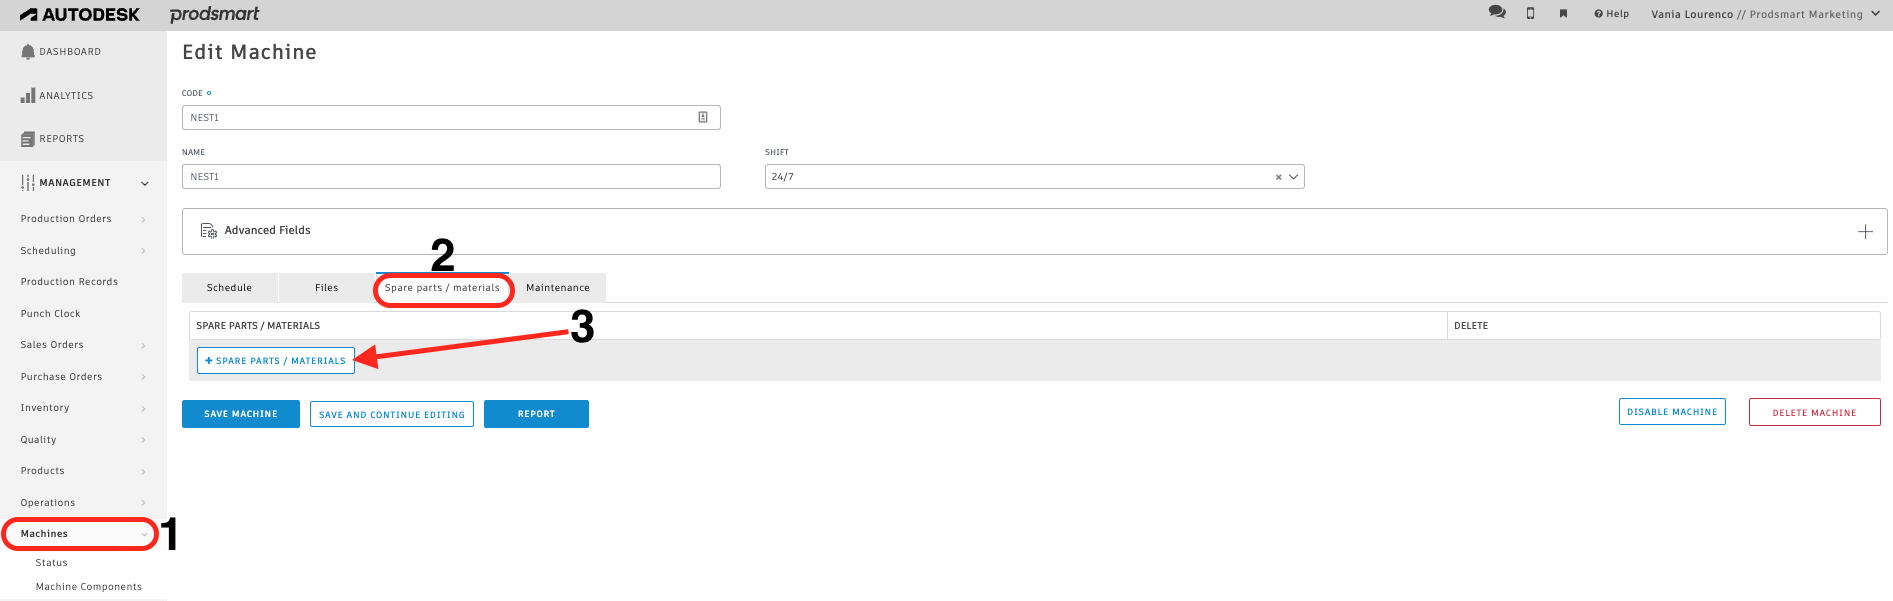 AUTODESK prodsmart Help Vania Lourenco // Prodsmart Marketing
DASHBOARD
ANALYTICS
REPORTS
MANAGEMENT
Production Orders
Scheduling
Production Records
Punch Clock
Sales Orders
Purchase Orders
Inventory
Quality
Products
Operations
Machines
1
Status
Machine Components
Edit Machine
CODE
NEST1
NAME
NEST1
SHIFT
24/7
Advanced Fields
2
Schedule Files Spare parts / materials Maintenance
3
SPARE PARTS / MATERIALS DELETE
+ SPARE PARTS / MATERIALS
SAVE MACHINE SAVE AND CONTINUE EDITING REPORT DISABLE MACHINE DELETE MACHINE